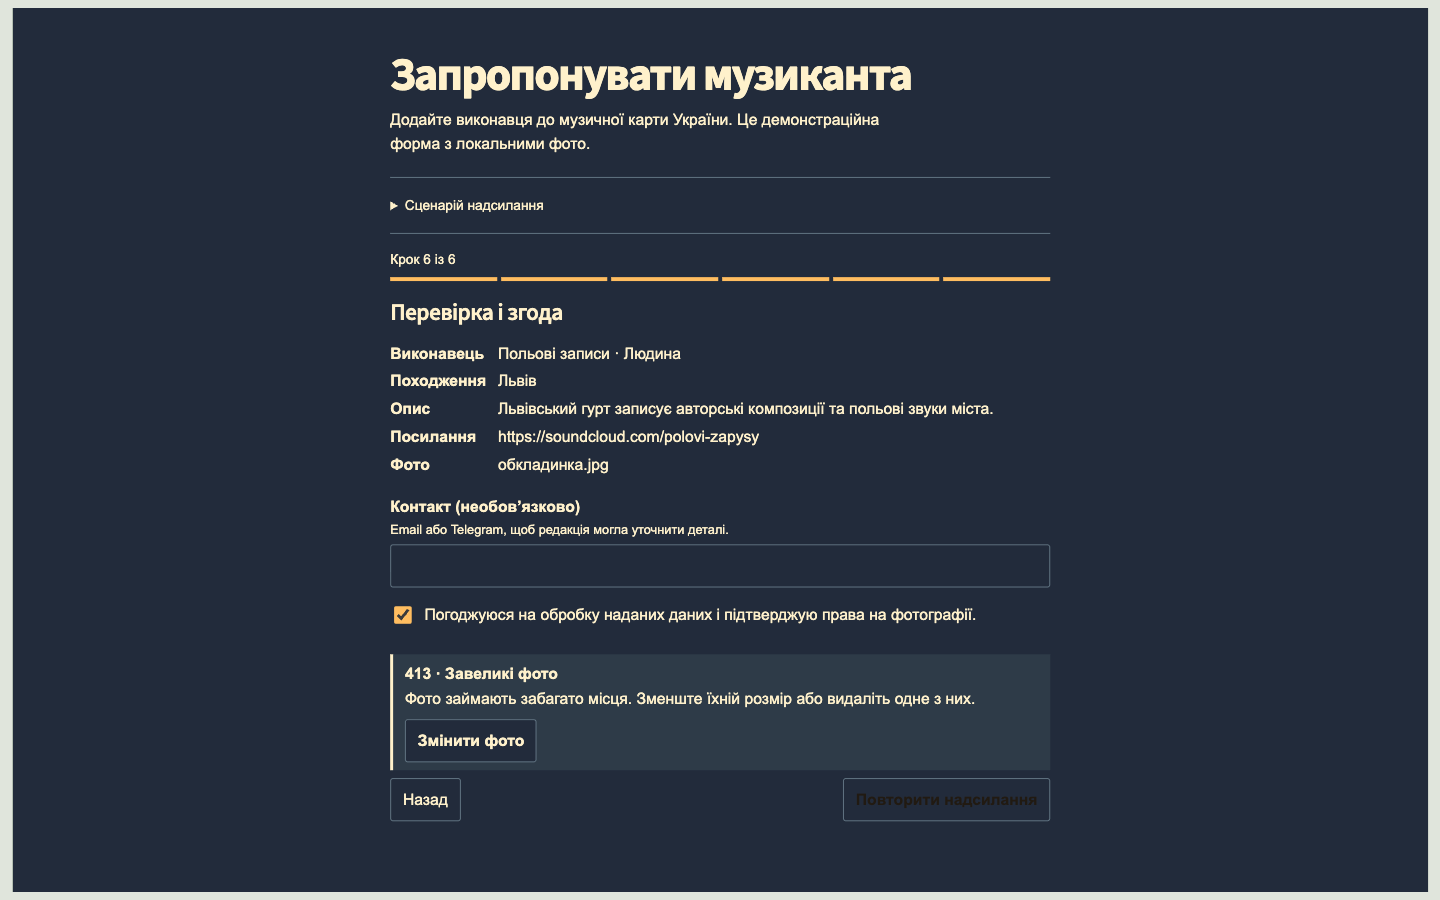 Запропонувати музиканта
Додайте виконавця до музичної карти України. Це демонстраційна
форма з локальними фото.
Сценарій надсилання
Крок 6 із 6
Перевірка і згода
Виконавець Польові записи · Людина
Походження Львів
Опис Львівський гурт записує авторські композиції та польові звуки міста.
Посилання https://soundcloud.com/polovi-zapysy
Фото обкладинка.jpg
Контакт (необов’язково)
Email або Telegram, щоб редакція могла уточнити деталі.
Погоджуюся на обробку наданих даних і підтверджую права на фотографії.
413 · Завеликі фото
Фото займають забагато місця. Зменште їхній розмір або видаліть одне з них.
Змінити фото
Назад Повторити надсилання